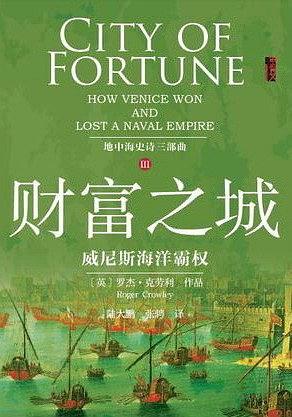 CITY OF
FORTUNE
HOW VENICE WON
AND
LOST A NAVAL EMPIRE
地中海史诗三部曲
III
财富之城
威尼斯海洋霸权
〔英〕罗杰·克劳利 作品
Roger Crowley
陆大鹏 张骋 译